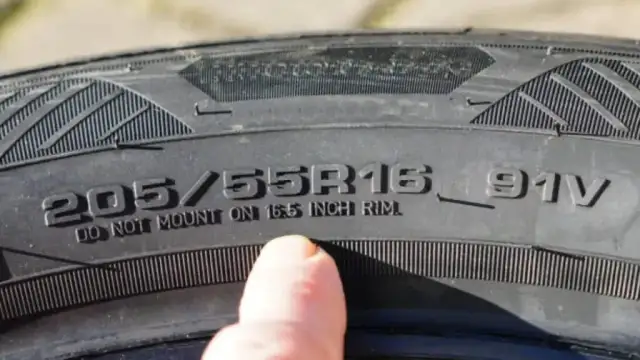 205/55R16 91V
DO NOT MOUNT ON 16.5 INCH RIM.